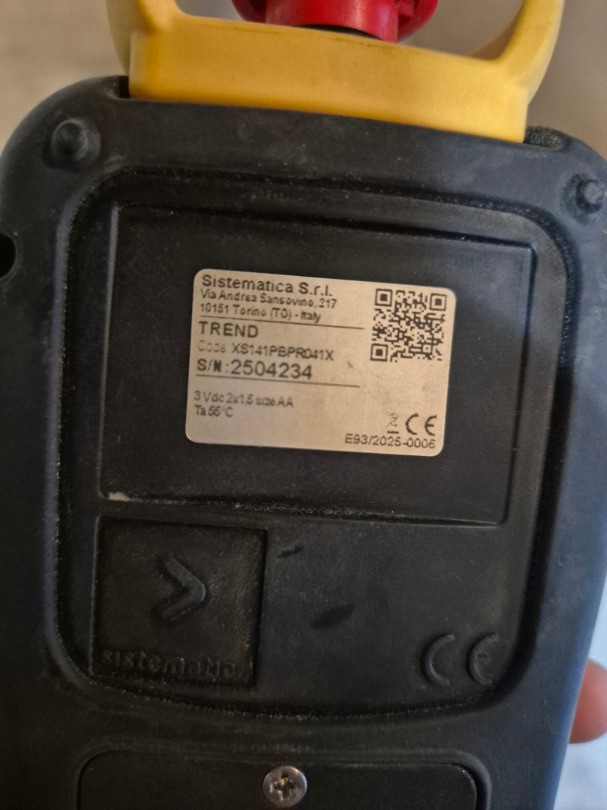 Sistematica S.r.l.
Via Andrea Sansovino, 217
10151 Torino (TO) - Italy
TREND
Code XS141PBPR041X
S/N:2504234
3 Vdc 2x1,5 size AA
Ta 55°C
CE
E93/2025-0006
sistematica
CE